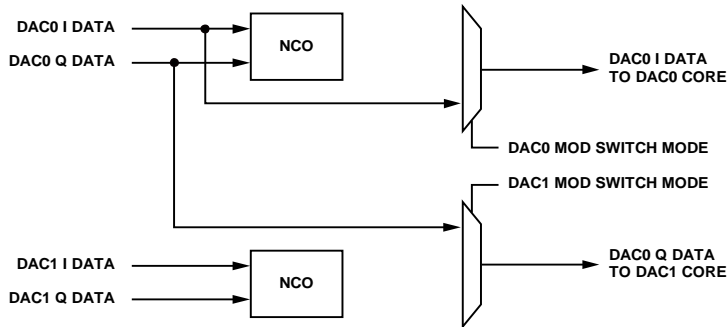 DAC0 I DATA
DAC0 Q DATA
NCO
DAC0 I DATA
TO DAC0 CORE
DAC0 MOD SWITCH MODE
DAC1 MOD SWITCH MODE
DAC1 I DATA
DAC1 Q DATA
NCO
DAC0 Q DATA
TO DAC1 CORE